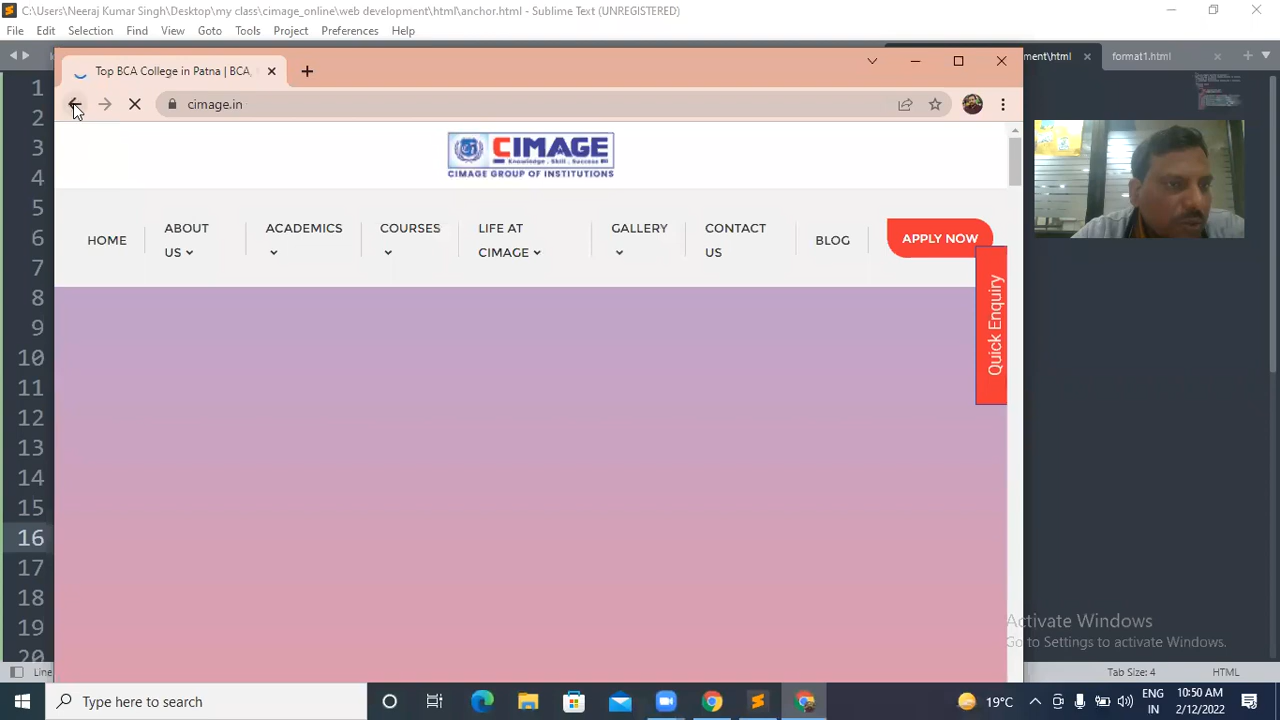 C:\Users\Neeraj Kumar Singh\Desktop\my class\cimage_online\web development\html\anchor.html - Sublime Text (UNREGISTERED)
File Edit Selection Find View Goto Tools Project Preferences Help
Top BCA College in Patna | BCA,
ment\html
format1.html
cimage.in
CIMAGE
Knowledge . Skill . Success
CIMAGE GROUP OF INSTITUTIONS
HOME
ABOUT US
ACADEMICS
COURSES
LIFE AT CIMAGE
GALLERY
CONTACT US
BLOG
APPLY NOW
Quick Enquiry
1
2
3
4
5
6
7
8
9
10
11
12
13
14
15
16
17
18
19
20
Activate Windows
Go to Settings to activate Windows.
Line
Tab Size: 4
HTML
Type here to search
19°C
ENG
IN
10:50 AM
2/12/2022